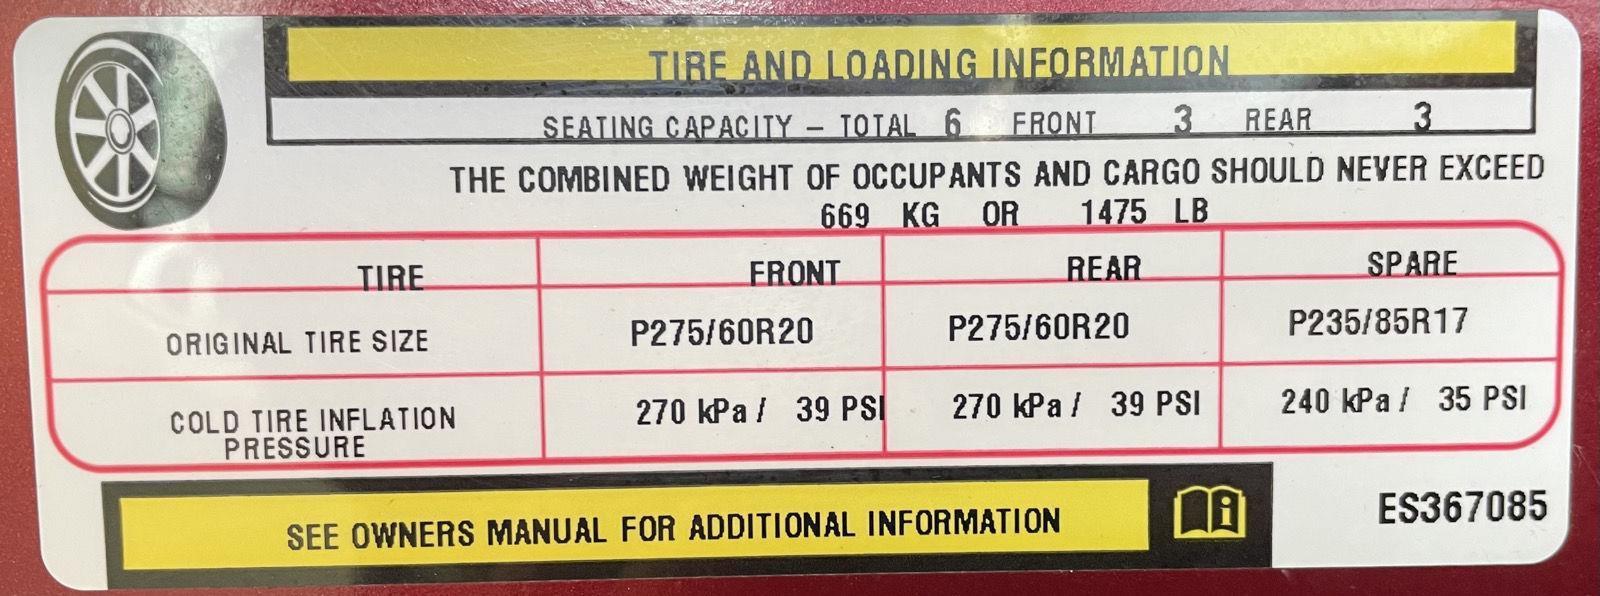 TIRE AND LOADING INFORMATION
SEATING CAPACITY – TOTAL 6 FRONT 3 REAR 3
THE COMBINED WEIGHT OF OCCUPANTS AND CARGO SHOULD NEVER EXCEED
669 KG OR 1475 LB
TIRE FRONT REAR SPARE
ORIGINAL TIRE SIZE P275/60R20 P275/60R20 P235/85R17
COLD TIRE INFLATION PRESSURE 270 kPa / 39 PSI 270 kPa / 39 PSI 240 kPa / 35 PSI
SEE OWNERS MANUAL FOR ADDITIONAL INFORMATION
ES367085